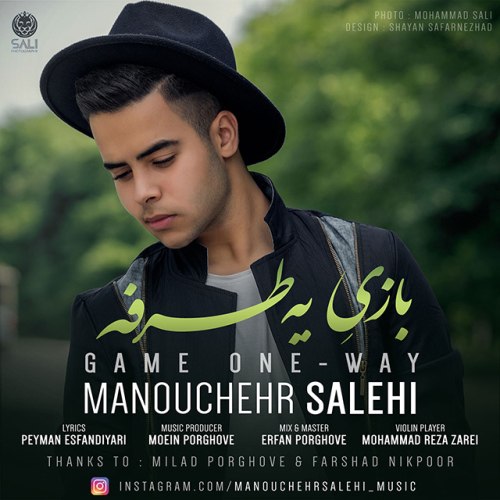 SALI
PHOTOGRAPHY
PHOTO : MOHAMMAD SALI
DESIGN : SHAYAN SAFARNEZHAD
بازیِ یه طرفه
GAME ONE-WAY
MANOUCHEHR SALEHI
LYRICS
PEYMAN ESFANDIYARI
MUSIC PRODUCER
MOEIN PORGHOVE
MIX & MASTER
ERFAN PORGHOVE
VIOLIN PLAYER
MOHAMMAD REZA ZAREI
THANKS TO : MILAD PORGHOVE & FARSHAD NIKPOOR
INSTAGRAM.COM/MANOUCHEHRSALEHI_MUSIC